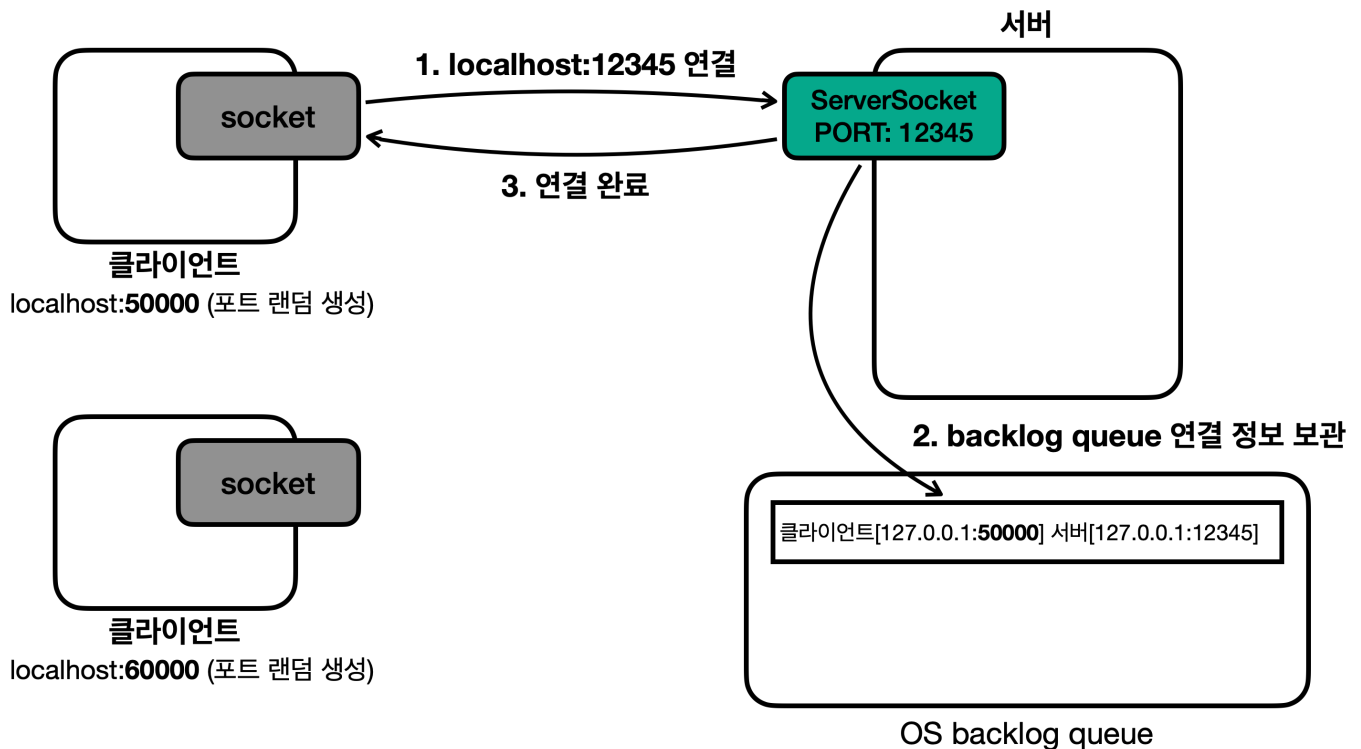 서버
1. localhost:12345 연결
socket
ServerSocket
PORT: 12345
3. 연결 완료
클라이언트
localhost:50000 (포트 랜덤 생성)
2. backlog queue 연결 정보 보관
socket
클라이언트[127.0.0.1:50000] 서버[127.0.0.1:12345]
클라이언트
localhost:60000 (포트 랜덤 생성)
OS backlog queue